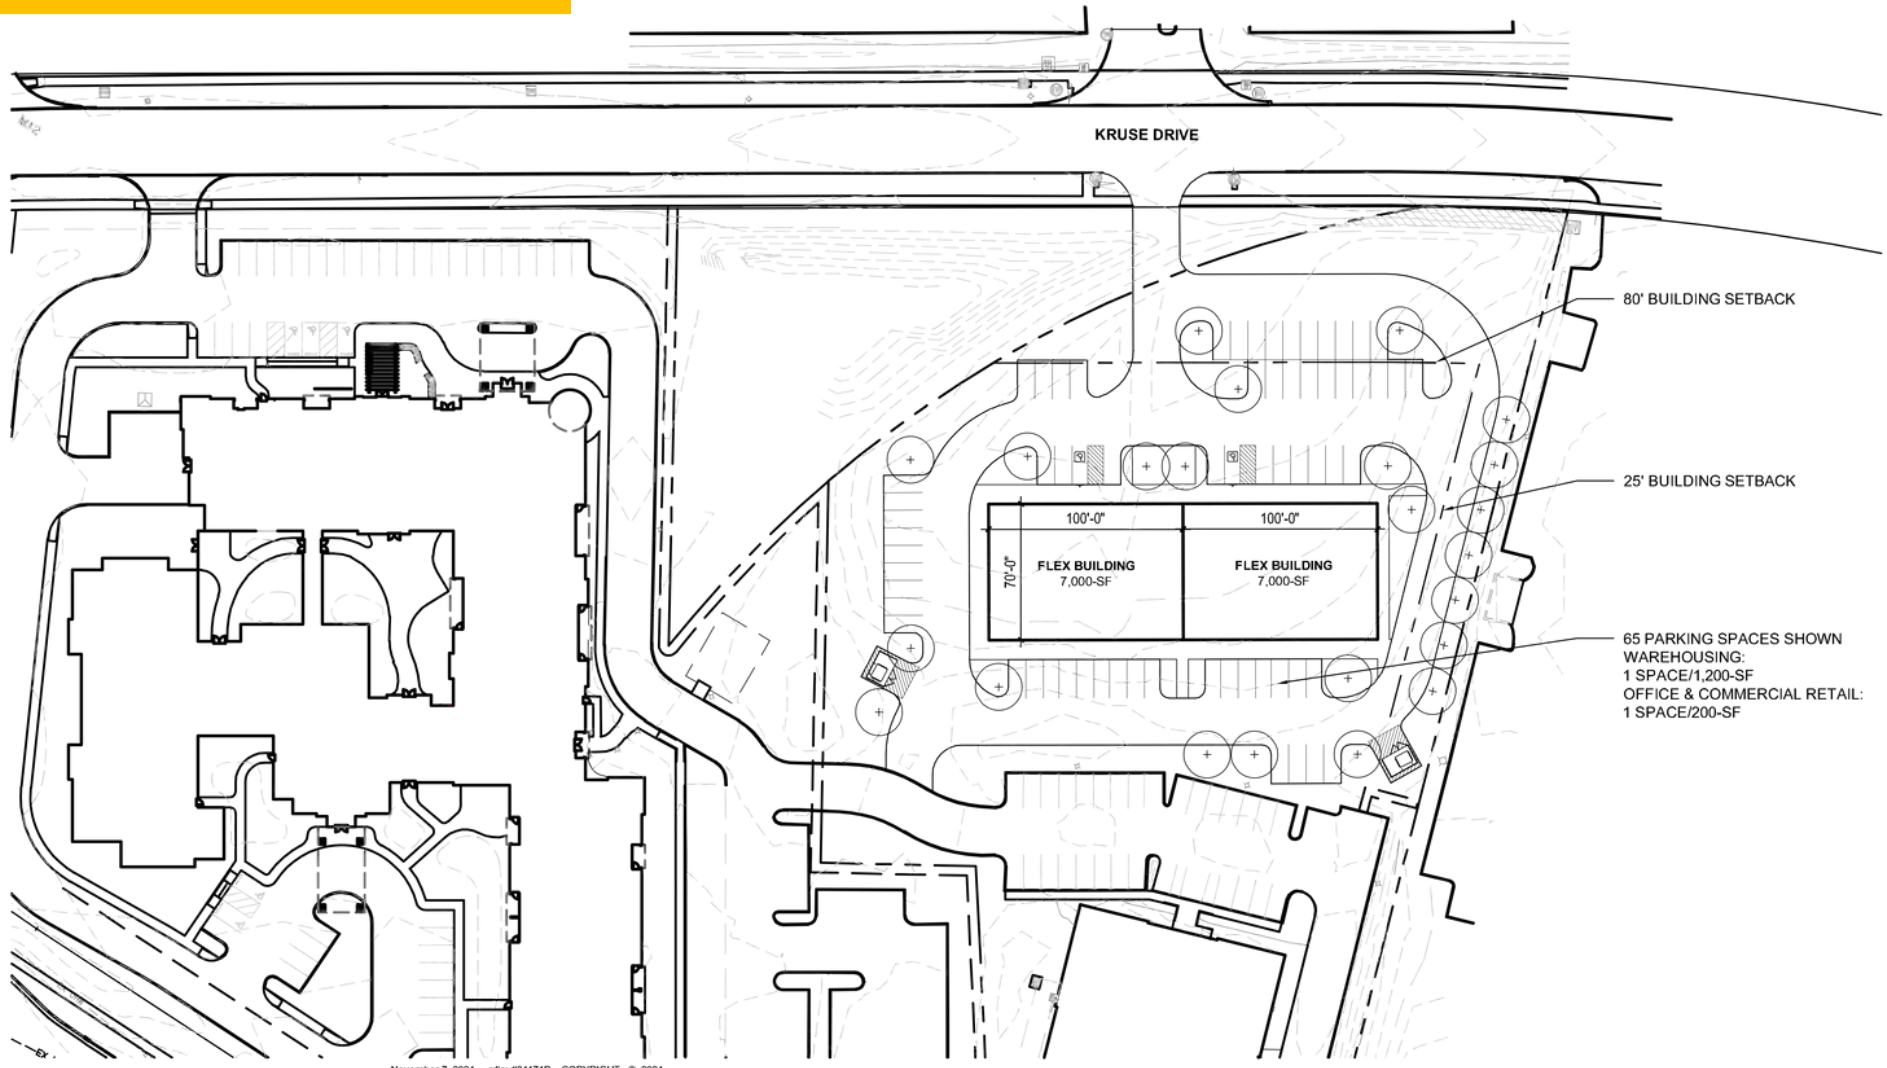 KRUSE DRIVE
80' BUILDING SETBACK
25' BUILDING SETBACK
100'-0" 100'-0"
70'-0"
FLEX BUILDING
7,000-SF
FLEX BUILDING
7,000-SF
65 PARKING SPACES SHOWN
WAREHOUSING:
1 SPACE/1,200-SF
OFFICE & COMMERCIAL RETAIL:
1 SPACE/200-SF